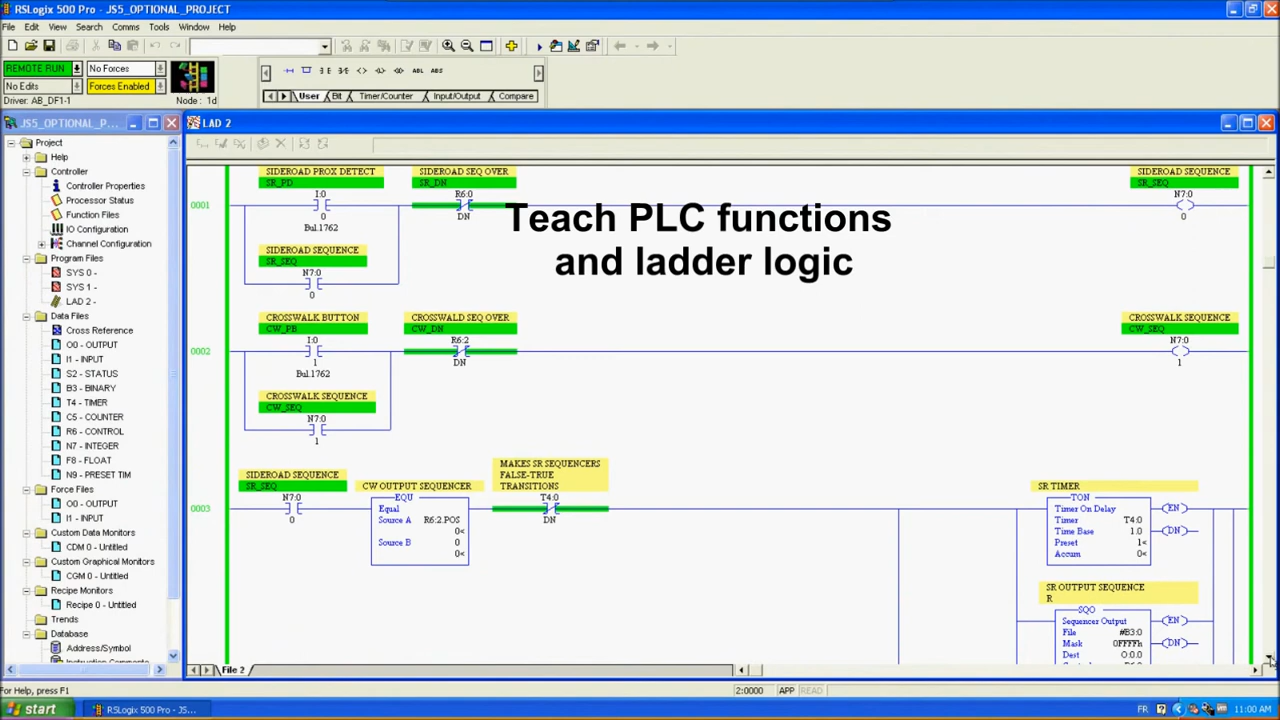 RSLogix 500 Pro - JS5_OPTIONAL_PROJECT
File Edit View Search Comms Tools Window Help
REMOTE RUN No Forces
No Edits Forces Enabled
Driver: AB_DF1-1 Node : 1d
User Bit Timer/Counter Input/Output Compare
JS5_OPTIONAL_P...
Project
Help
Controller
Controller Properties
Processor Status
Function Files
IO Configuration
Channel Configuration
Program Files
SYS 0 -
SYS 1 -
LAD 2 -
Data Files
Cross Reference
O0 - OUTPUT
I1 - INPUT
S2 - STATUS
B3 - BINARY
T4 - TIMER
C5 - COUNTER
R6 - CONTROL
N7 - INTEGER
F8 - FLOAT
N9 - PRESET TIM
Force Files
O0 - OUTPUT
I1 - INPUT
Custom Data Monitors
CDM 0 - Untitled
Custom Graphical Monitors
CGM 0 - Untitled
Recipe Monitors
Recipe 0 - Untitled
Trends
Database
Address/Symbol
LAD 2
Teach PLC functions
and ladder logic
SIDEROAD PROX DETECT SIDEROAD SEQ OVER SIDEROAD SEQUENCE
SR_PD SR_DN SR_SEQ
I:0 R6:0 N7:0
0001
0 DN 0
Bul.1762
SIDEROAD SEQUENCE
SR_SEQ
N7:0
0
CROSSWALK BUTTON CROSSWALD SEQ OVER CROSSWALK SEQUENCE
CW_PB CW_DN CW_SEQ
I:0 R6:2 N7:0
0002
1 DN 1
Bul.1762
CROSSWALK SEQUENCE
CW_SEQ
N7:0
1
MAKES SR SEQUENCERS
FALSE-TRUE
TRANSITIONS
SIDEROAD SEQUENCE
SR_SEQ CW OUTPUT SEQUENCER SR TIMER
N7:0 EQU T4:0 TON
0003 Equal Timer On Delay EN
0 Source A R6:2.POS DN Timer T4:0
0< Time Base 1.0 DN
Source B 0 Preset 1<
0< Accum 0<
SR OUTPUT SEQUENCE
R
SQO
Sequencer Output EN
File #B3:0
Mask 0FFFFh DN
Dest O:0.0
File 2
For Help, press F1 2:0000 APP READ
start RSLogix 500 Pro - JS5... FR 11:00 AM